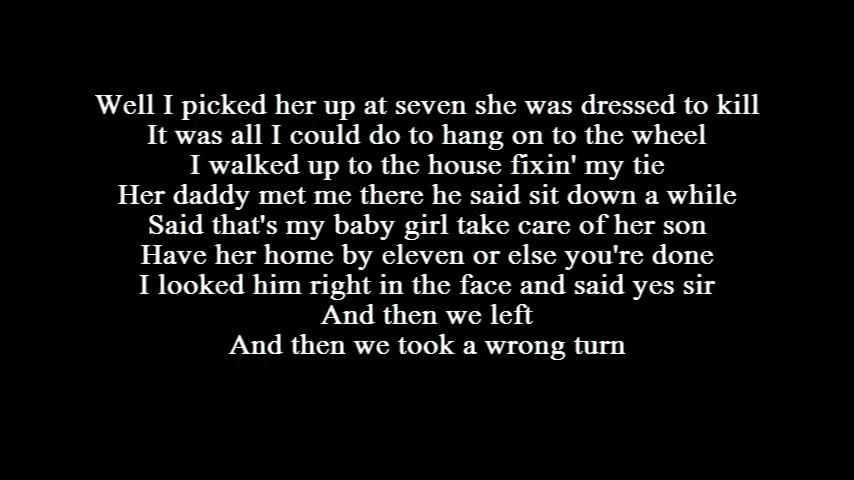 Well I picked her up at seven she was dressed to kill
It was all I could do to hang on to the wheel
I walked up to the house fixin' my tie
Her daddy met me there he said sit down a while
Said that's my baby girl take care of her son
Have her home by eleven or else you're done
I looked him right in the face and said yes sir
And then we left
And then we took a wrong turn